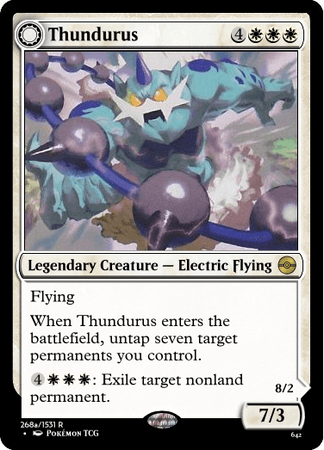 Thundurus 4
Legendary Creature — Electric Flying
Flying
When Thundurus enters the
battlefield, untap seven target
permanents you control.
4: Exile target nonland
permanent.
8/2
7/3
268a/1531 R
• Pokémon TCG
642